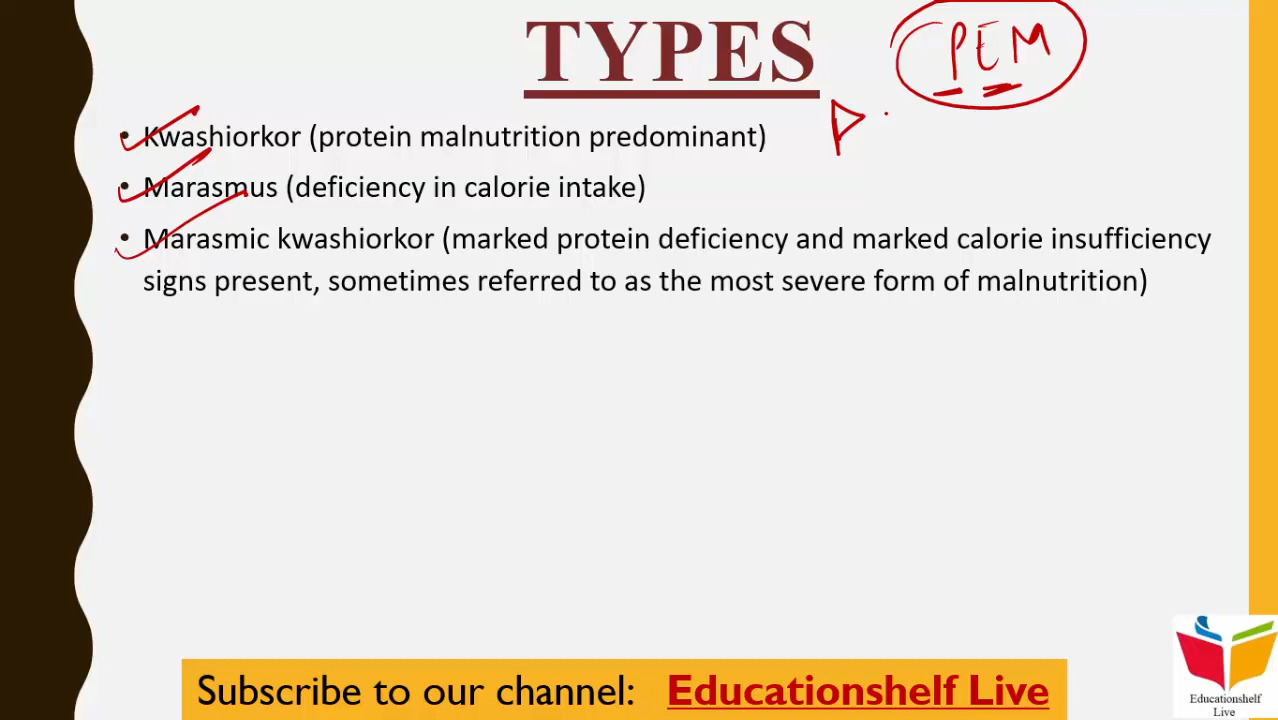 TYPES
PEM
• Kwashiorkor (protein malnutrition predominant)
• Marasmus (deficiency in calorie intake)
• Marasmic kwashiorkor (marked protein deficiency and marked calorie insufficiency
signs present, sometimes referred to as the most severe form of malnutrition)
Subscribe to our channel: Educationshelf Live
Educationshelf
Live